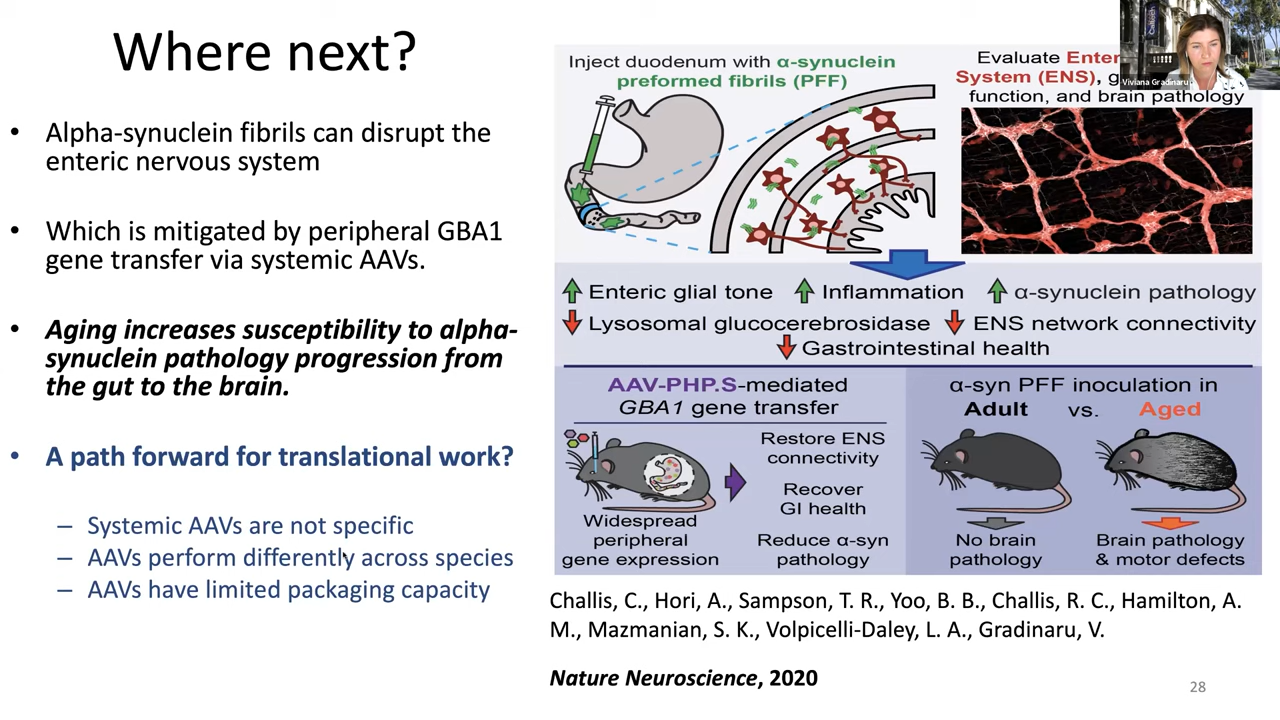 Where next?
• Alpha-synuclein fibrils can disrupt the
enteric nervous system
• Which is mitigated by peripheral GBA1
gene transfer via systemic AAVs.
• Aging increases susceptibility to alpha-
synuclein pathology progression from
the gut to the brain.
• A path forward for translational work?
– Systemic AAVs are not specific
– AAVs perform differently across species
– AAVs have limited packaging capacity
Inject duodenum with α-synuclein
preformed fibrils (PFF)
Evaluate Enter
System (ENS), g
function, and brain pathology
Caltech
Viviana Gradinaru
Enteric glial tone
Inflammation
α-synuclein pathology
Lysosomal glucocerebrosidase
ENS network connectivity
Gastrointestinal health
AAV-PHP.S-mediated
GBA1 gene transfer
Widespread
peripheral
gene expression
Restore ENS
connectivity
Recover
GI health
Reduce α-syn
pathology
α-syn PFF inoculation in
Adult vs. Aged
No brain
pathology
Brain pathology
& motor defects
Challis, C., Hori, A., Sampson, T. R., Yoo, B. B., Challis, R. C., Hamilton, A.
M., Mazmanian, S. K., Volpicelli-Daley, L. A., Gradinaru, V.
Nature Neuroscience, 2020
28